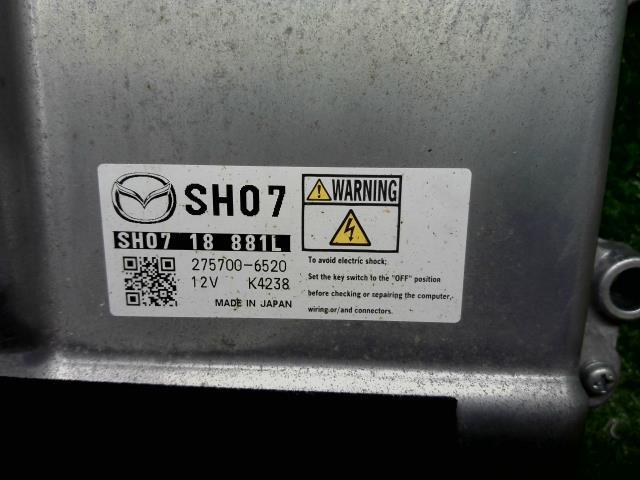 SH07
SH07 18 881L
275700-6520
12V K4238
MADE IN JAPAN
WARNING
To avoid electric shock;
Set the key switch to the "OFF" position
before checking or repairing the computer,
wiring.or/and connectors.